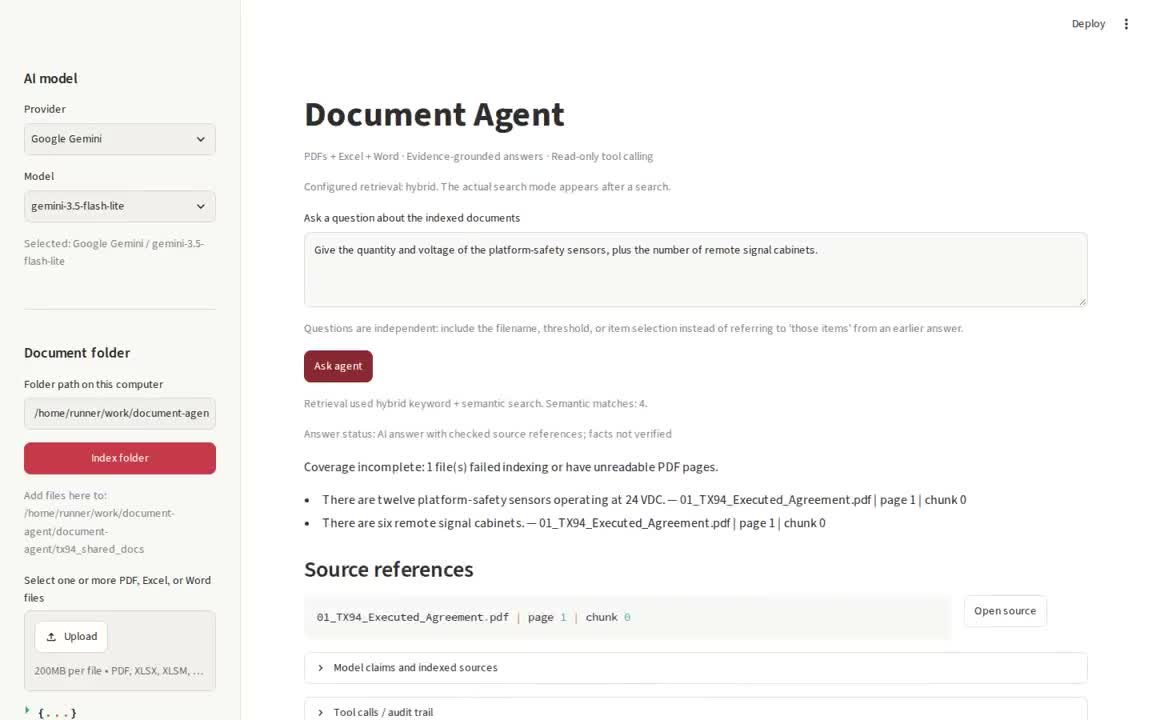 Deploy
AI model
Provider
Google Gemini
Model
gemini-3.5-flash-lite
Selected: Google Gemini / gemini-3.5-
flash-lite
Document folder
Folder path on this computer
/home/runner/work/document-agen
Index folder
Add files here to:
/home/runner/work/document-
agent/document-
agent/tx94_shared_docs
Select one or more PDF, Excel, or Word
files
Upload
200MB per file • PDF, XLSX, XLSM, ...
{...}
Document Agent
PDFs + Excel + Word · Evidence-grounded answers · Read-only tool calling
Configured retrieval: hybrid. The actual search mode appears after a search.
Ask a question about the indexed documents
Give the quantity and voltage of the platform-safety sensors, plus the number of remote signal cabinets.
Questions are independent: include the filename, threshold, or item selection instead of referring to 'those items' from an earlier answer.
Ask agent
Retrieval used hybrid keyword + semantic search. Semantic matches: 4.
Answer status: AI answer with checked source references; facts not verified
Coverage incomplete: 1 file(s) failed indexing or have unreadable PDF pages.
• There are twelve platform-safety sensors operating at 24 VDC. — 01_TX94_Executed_Agreement.pdf | page 1 | chunk 0
• There are six remote signal cabinets. — 01_TX94_Executed_Agreement.pdf | page 1 | chunk 0
Source references
01_TX94_Executed_Agreement.pdf | page 1 | chunk 0
Open source
Model claims and indexed sources
Tool calls / audit trail